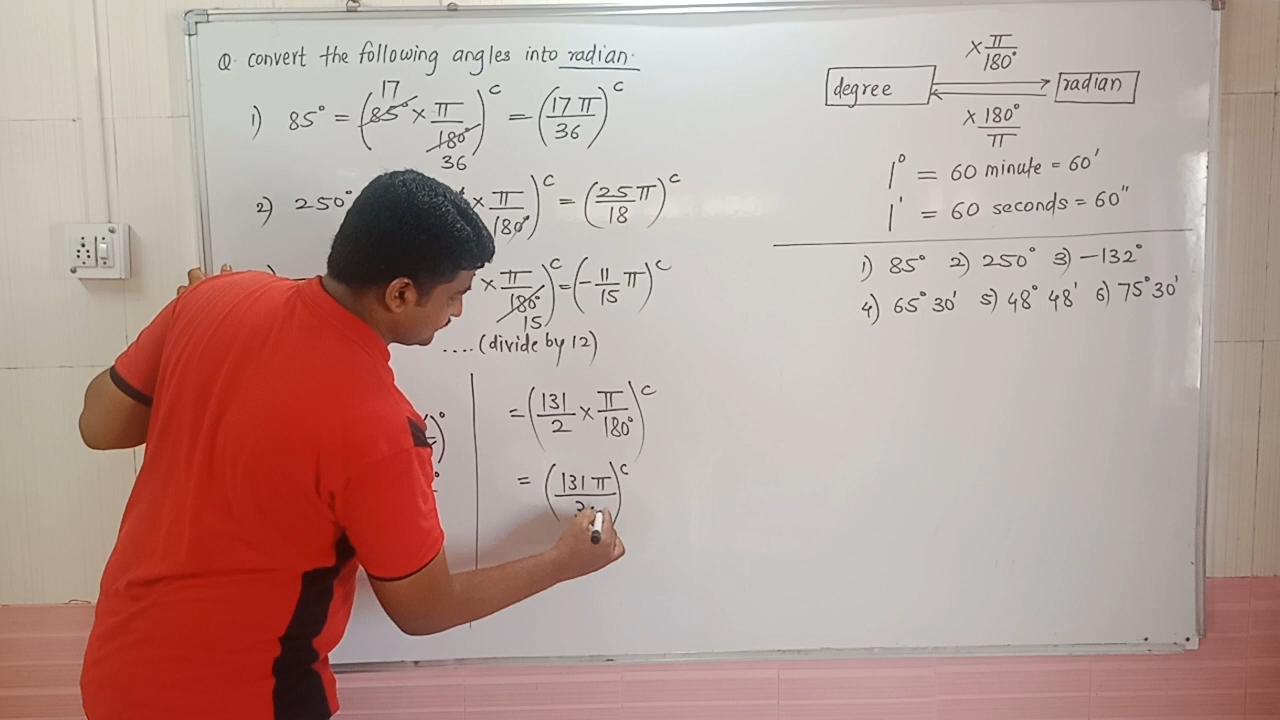 Q. convert the following angles into radian.
1) 85° = (85° × π/180°)ᶜ = (17π/36)ᶜ
17
36
2) 250° × π/180°)ᶜ = (25/18 π)ᶜ
× π/180°)ᶜ = (-11/15 π)ᶜ
15
....(divide by 12)
= (131/2 × π/180°)ᶜ
= (131π/3
× π/180°
degree radian
× 180°/π
1° = 60 minute = 60'
1' = 60 seconds = 60"
1) 85° 2) 250° 3) -132°
4) 65° 30' 5) 48° 48' 6) 75° 30'